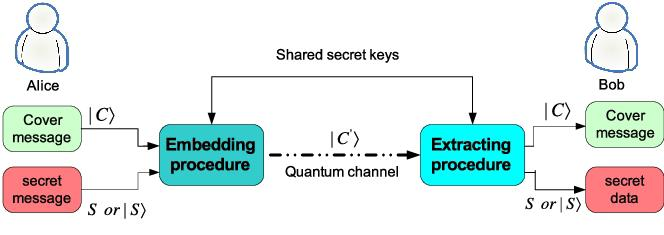 Shared secret keys
Alice
Bob
Cover
message
|C⟩
Embedding
procedure
|C'⟩
Quantum channel
Extracting
procedure
|C⟩
Cover
message
secret
message
S or|S⟩
S or|S⟩
secret
data